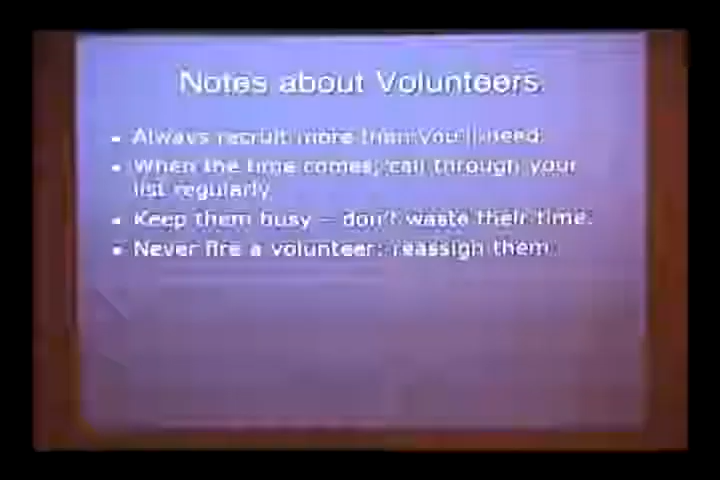 Notes about Volunteers
Always recruit more than you'll need.
When the time comes, call through your
list regularly.
Keep them busy – don't waste their time.
Never fire a volunteer; reassign them.